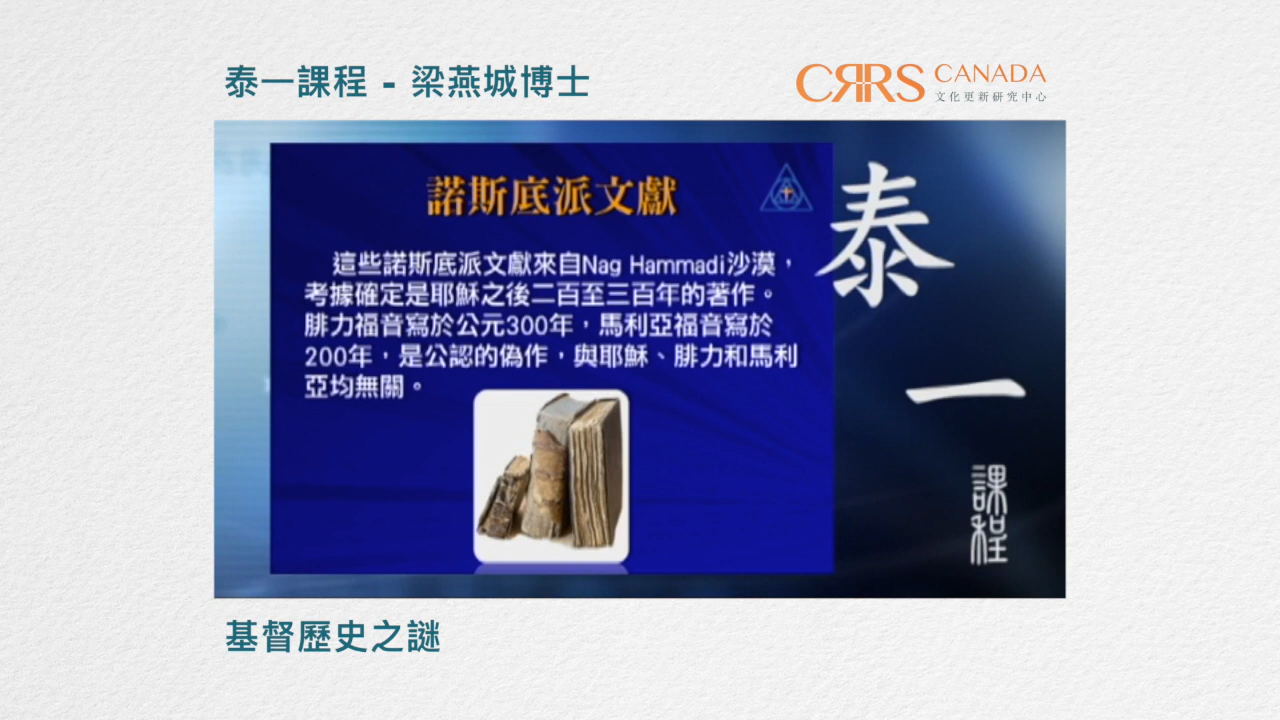 泰一課程 - 梁燕城博士
CRRS CANADA
文化更新研究中心
諾斯底派文獻
這些諾斯底派文獻來自Nag Hammadi沙漠，
考據確定是耶穌之後二百至三百年的著作。
腓力福音寫於公元300年，馬利亞福音寫於
200年，是公認的偽作，與耶穌、腓力和馬利
亞均無關。
泰一
課程
基督歷史之謎